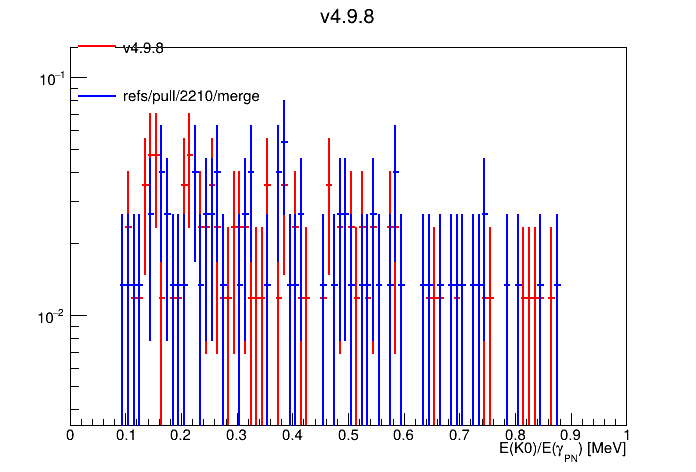 v4.9.8
v4.9.8
refs/pull/2210/merge
10⁻¹
10⁻²
0 0.1 0.2 0.3 0.4 0.5 0.6 0.7 0.8 0.9 1
E(K0)/E(γPN) [MeV]